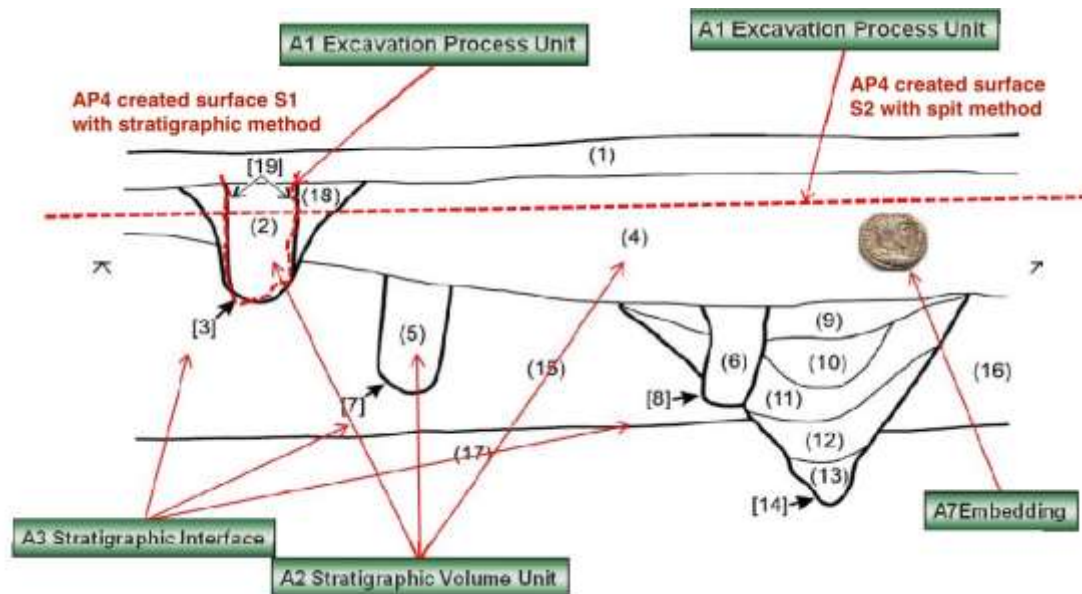 A1 Excavation Process Unit
A1 Excavation Process Unit
AP4 created surface S1
with stratigraphic method
AP4 created surface
S2 with spit method
(1)
[19]
(18)
(2)
(4)
[3]
(5)
(9)
(6)
(10)
(15)
(16)
[7]
[8]
(11)
(12)
(17)
(13)
[14]
A3 Stratigraphic Interface
A7Embedding
A2 Stratigraphic Volume Unit